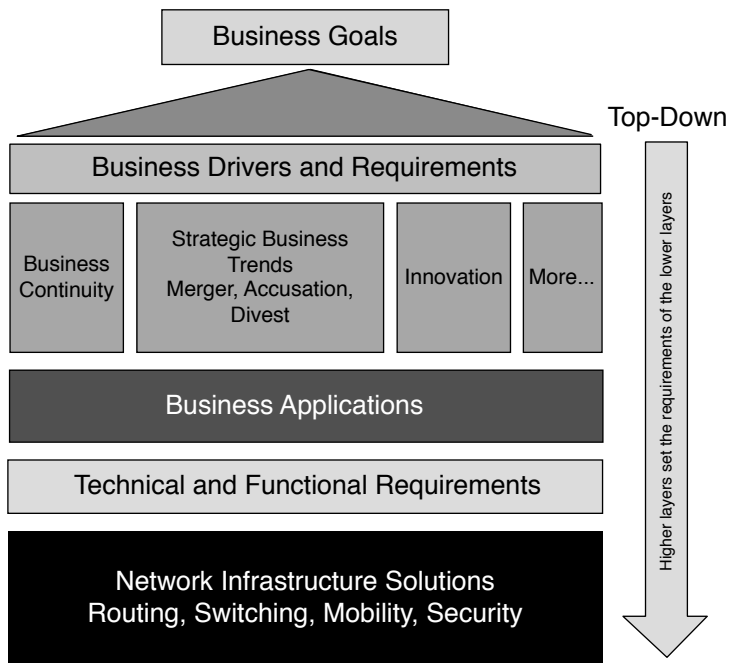 Business Goals
Top-Down
Business Drivers and Requirements
Business
Continuity
Strategic Business
Trends
Merger, Accusation,
Divest
Innovation
More...
Business Applications
Technical and Functional Requirements
Network Infrastructure Solutions
Routing, Switching, Mobility, Security
Higher layers set the requirements of the lower layers